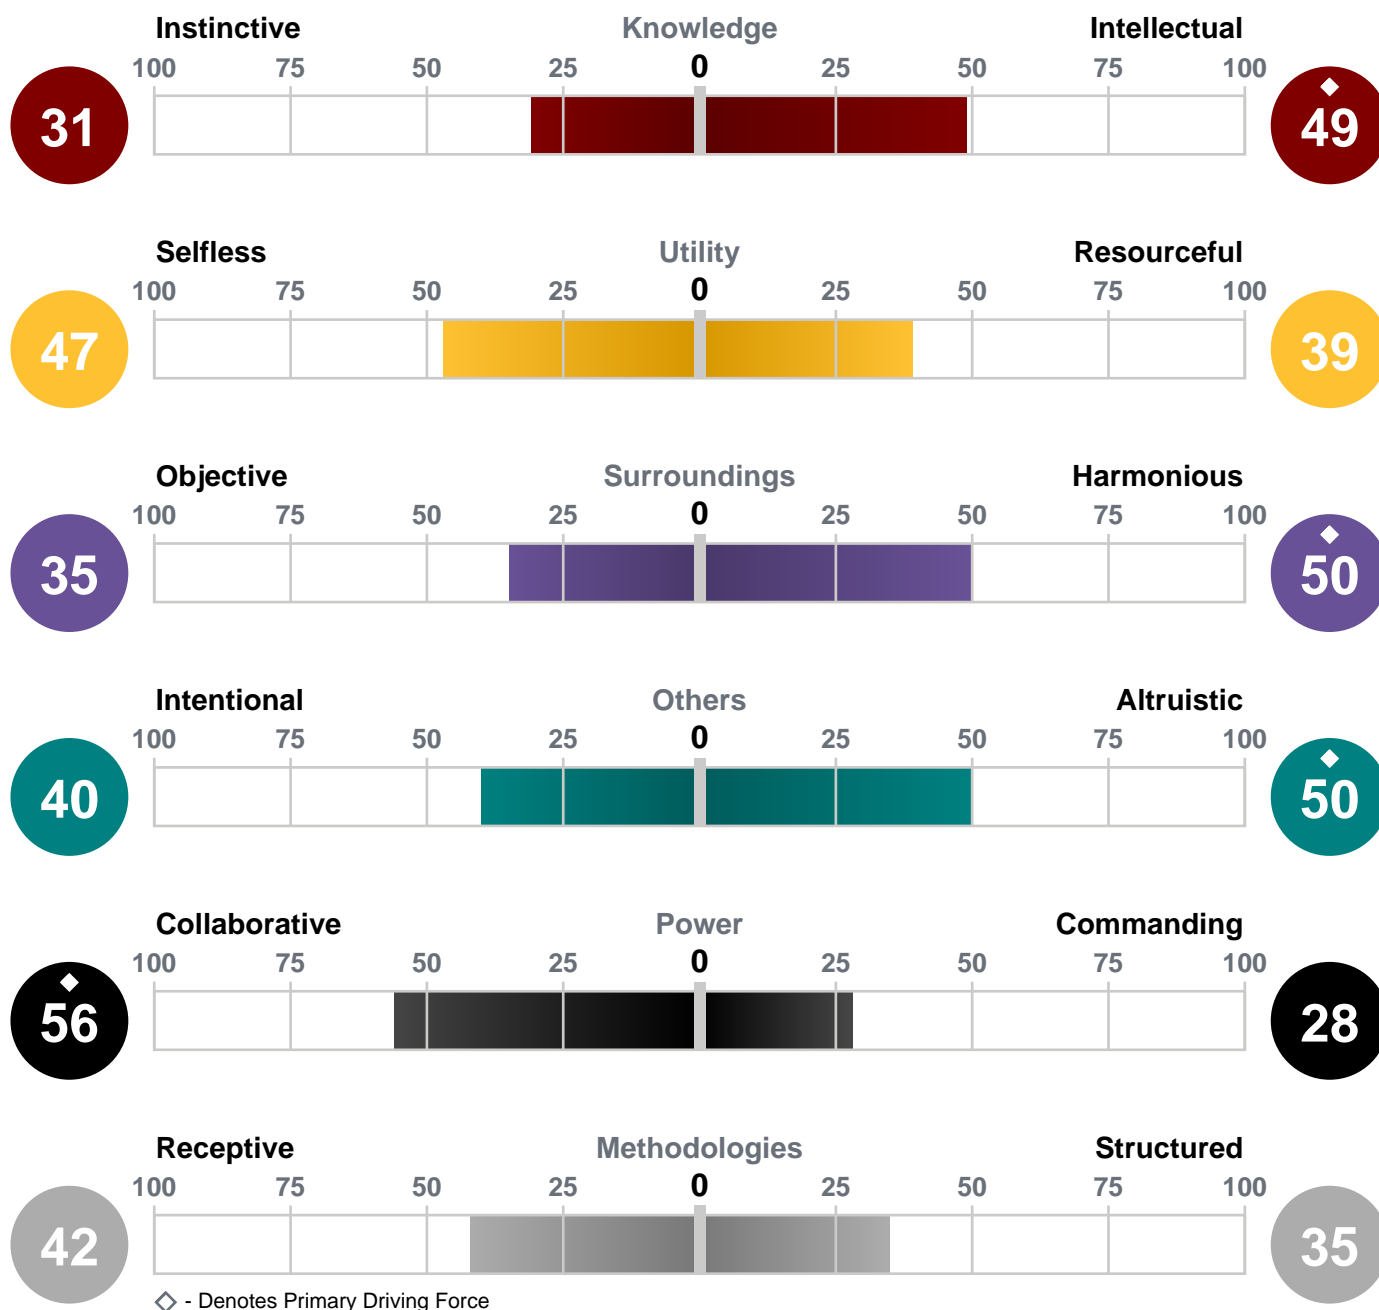 Instinctive Knowledge Intellectual
100 75 50 25 0 25 50 75 100
31 49
Selfless Utility Resourceful
100 75 50 25 0 25 50 75 100
47 39
Objective Surroundings Harmonious
100 75 50 25 0 25 50 75 100
35 50
Intentional Others Altruistic
100 75 50 25 0 25 50 75 100
40 50
Collaborative Power Commanding
100 75 50 25 0 25 50 75 100
56 28
Receptive Methodologies Structured
100 75 50 25 0 25 50 75 100
42 35
- Denotes Primary Driving Force